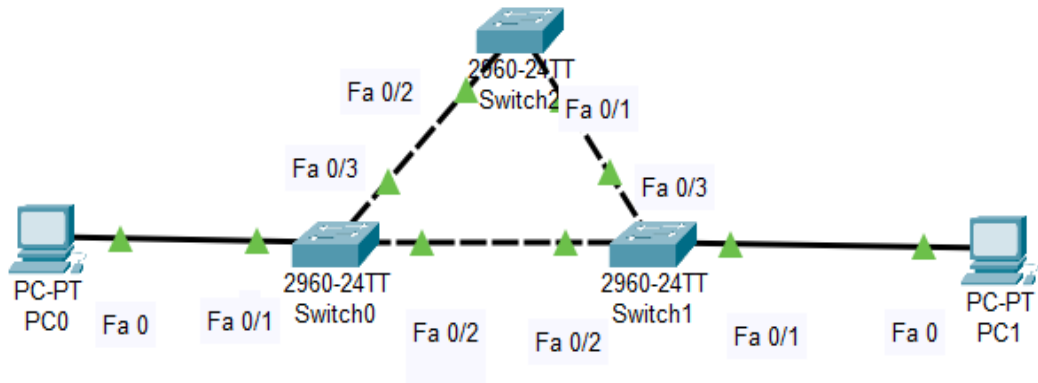 2960-24TT
Switch2
Fa 0/2
Fa 0/1
Fa 0/3
Fa 0/3
PC-PT
PC0
Fa 0
Fa 0/1
2960-24TT
Switch0
Fa 0/2
Fa 0/2
2960-24TT
Switch1
Fa 0/1
Fa 0
PC-PT
PC1